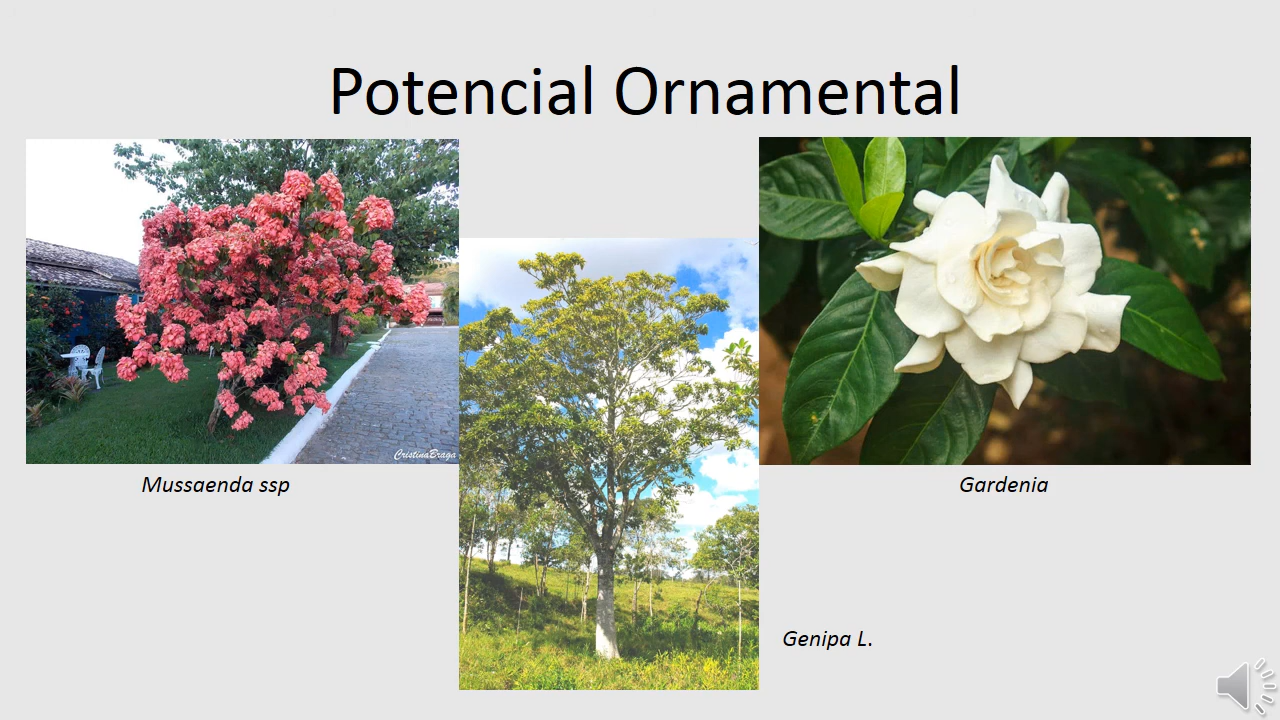 Potencial Ornamental
CristinaBraga
Mussaenda ssp
Gardenia
Genipa L.